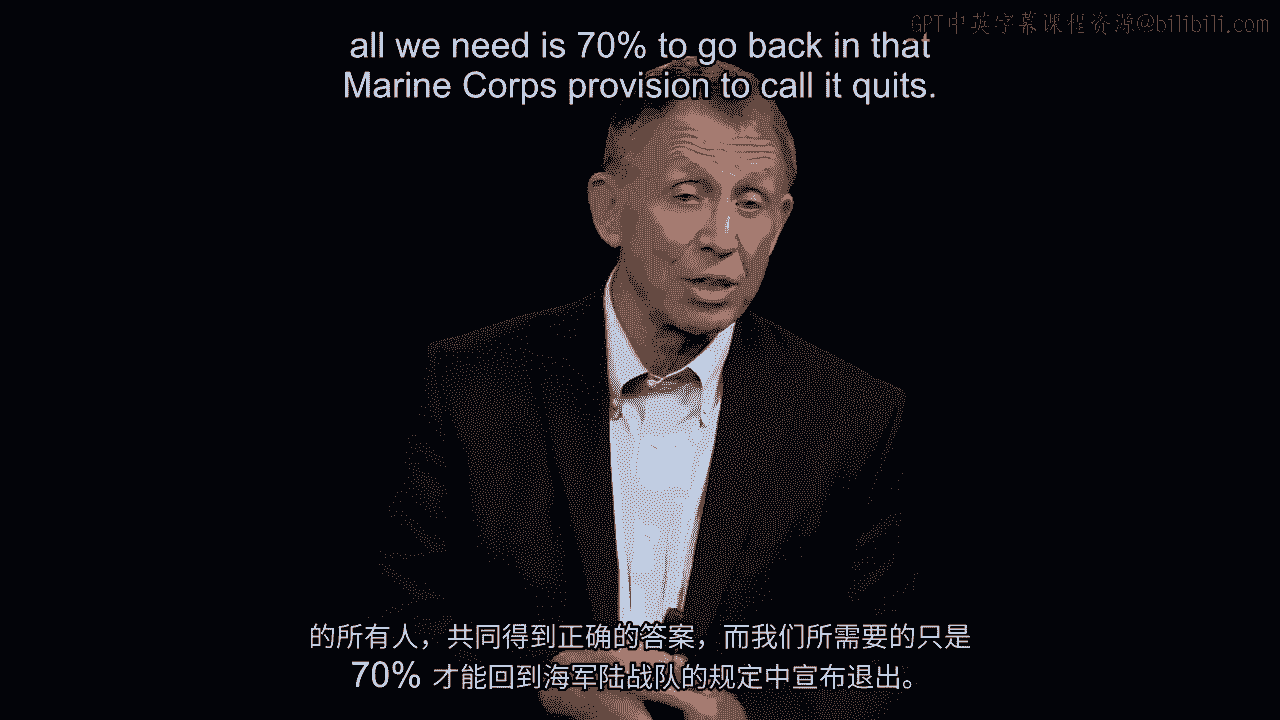 GPT中英字幕课程资源@bilibili.com
all we need is 70% to go back in that
Marine Corps provision to call it quits.
的所有人，共同得到正确的答案，而我们所需要的只是
70% 才能回到海军陆战队的规定中宣布退出。